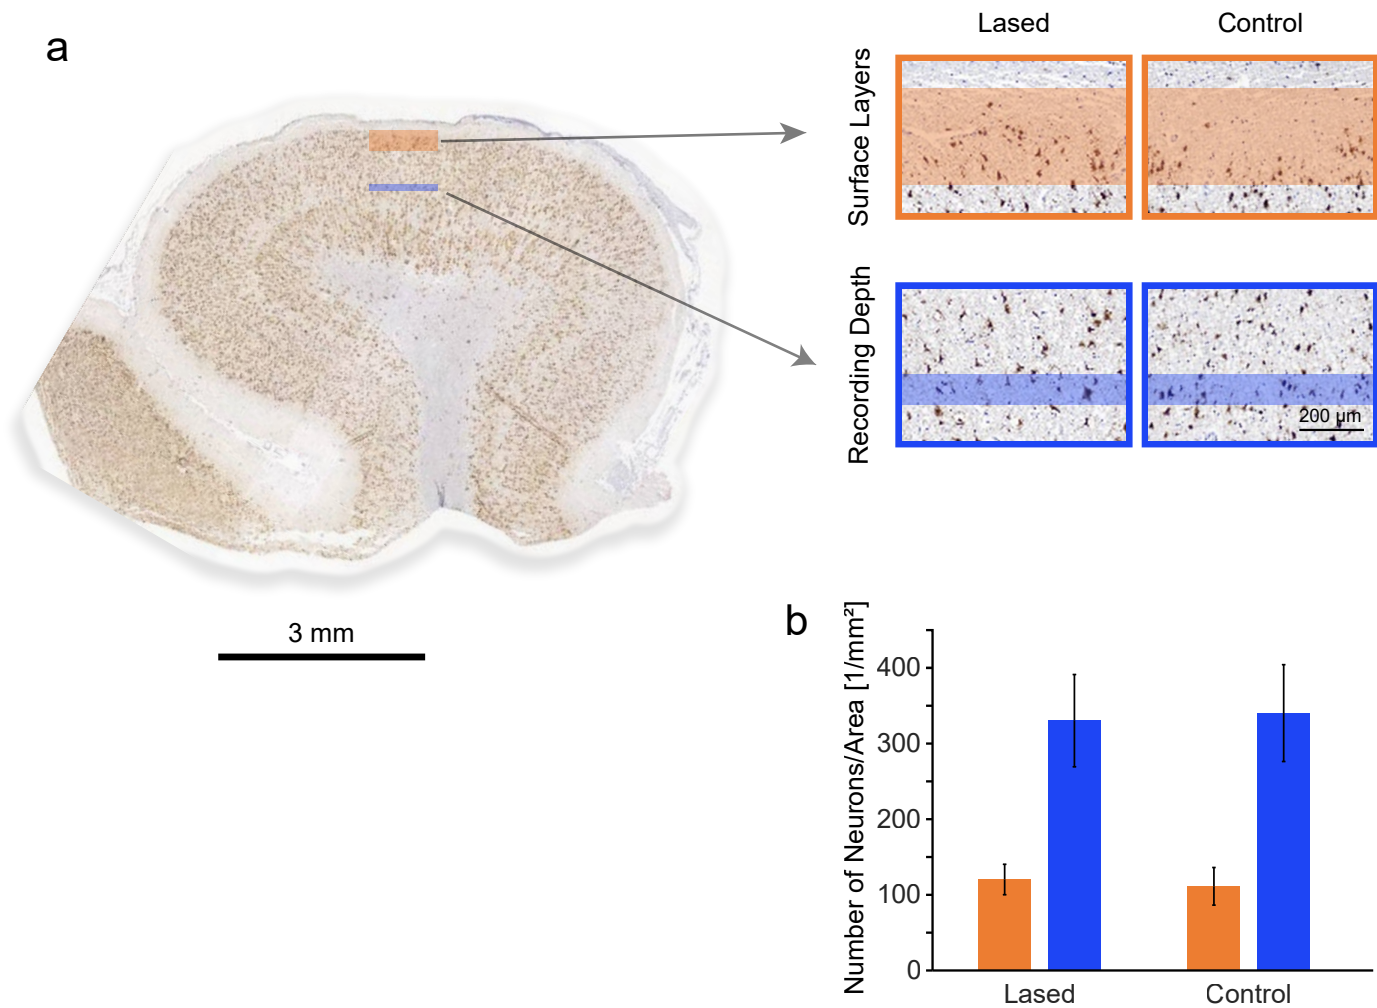 a
Lased
Control
Surface Layers
Recording Depth
200 µm
3 mm
b
Number of Neurons/Area [1/mm²]
400
300
200
100
0
Lased
Control